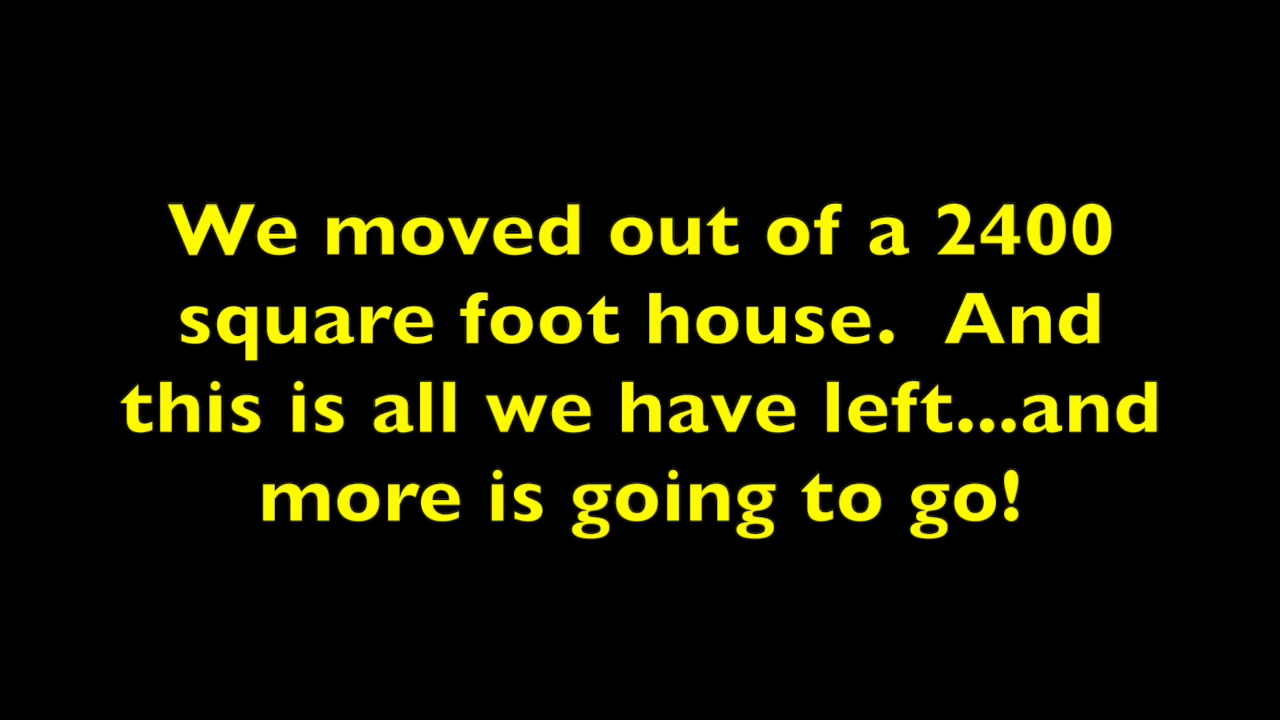 We moved out of a 2400
square foot house.  And
this is all we have left...and
more is going to go!